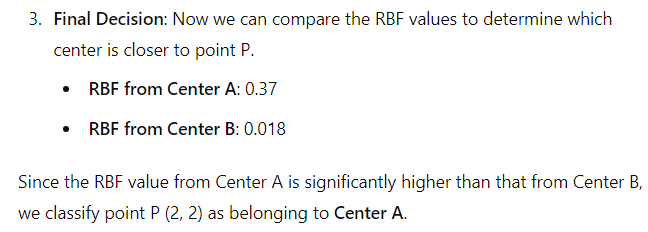 3. Final Decision: Now we can compare the RBF values to determine which
center is closer to point P.
• RBF from Center A: 0.37
• RBF from Center B: 0.018
Since the RBF value from Center A is significantly higher than that from Center B,
we classify point P (2, 2) as belonging to Center A.